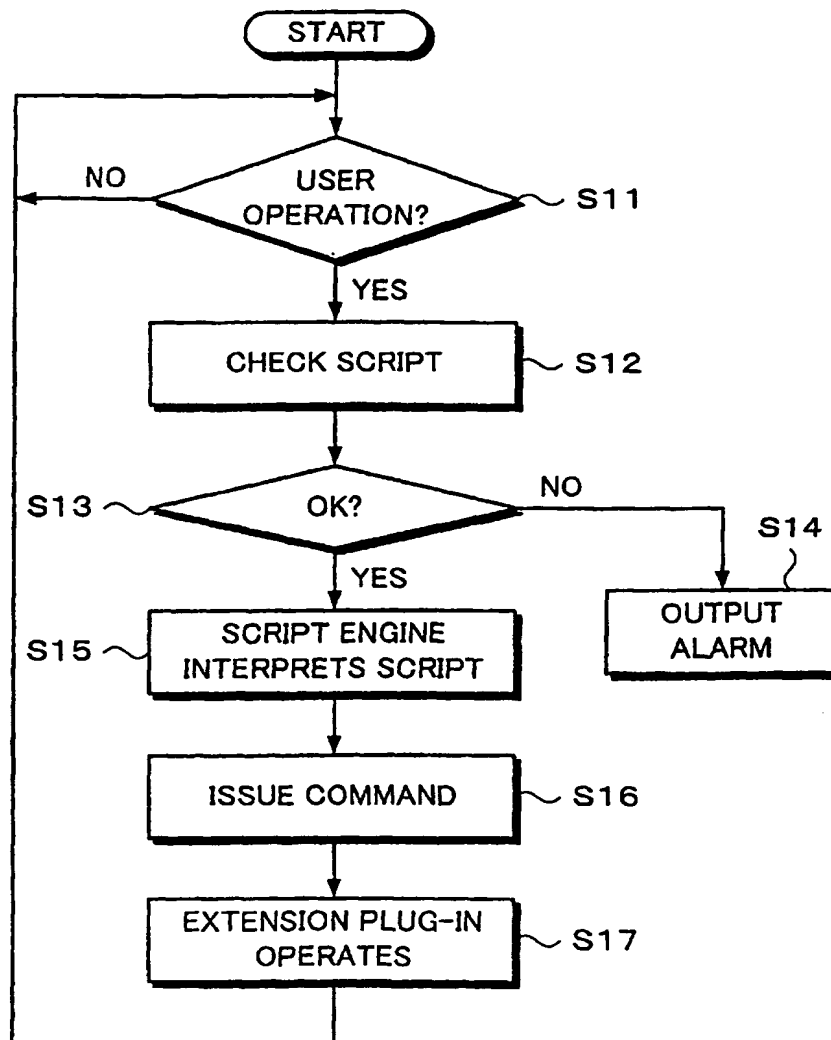 START
NO
USER
OPERATION?
S11
YES
CHECK SCRIPT
S12
S13
OK?
NO
S14
YES
OUTPUT
ALARM
S15
SCRIPT ENGINE
INTERPRETS SCRIPT
ISSUE COMMAND
S16
EXTENSION PLUG-IN
OPERATES
S17